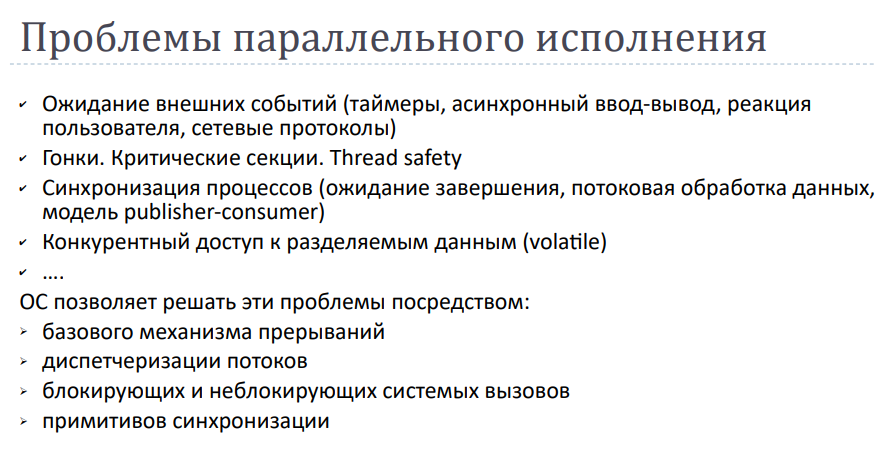 Проблемы параллельного исполнения
✓ Ожидание внешних событий (таймеры, асинхронный ввод-вывод, реакция
пользователя, сетевые протоколы)
✓ Гонки. Критические секции. Thread safety
✓ Синхронизация процессов (ожидание завершения, потоковая обработка данных,
модель publisher-consumer)
✓ Конкурентный доступ к разделяемым данным (volatile)
✓ ....
ОС позволяет решать эти проблемы посредством:
➢ базового механизма прерываний
➢ диспетчеризации потоков
➢ блокирующих и неблокирующих системых вызовов
➢ примитивов синхронизации